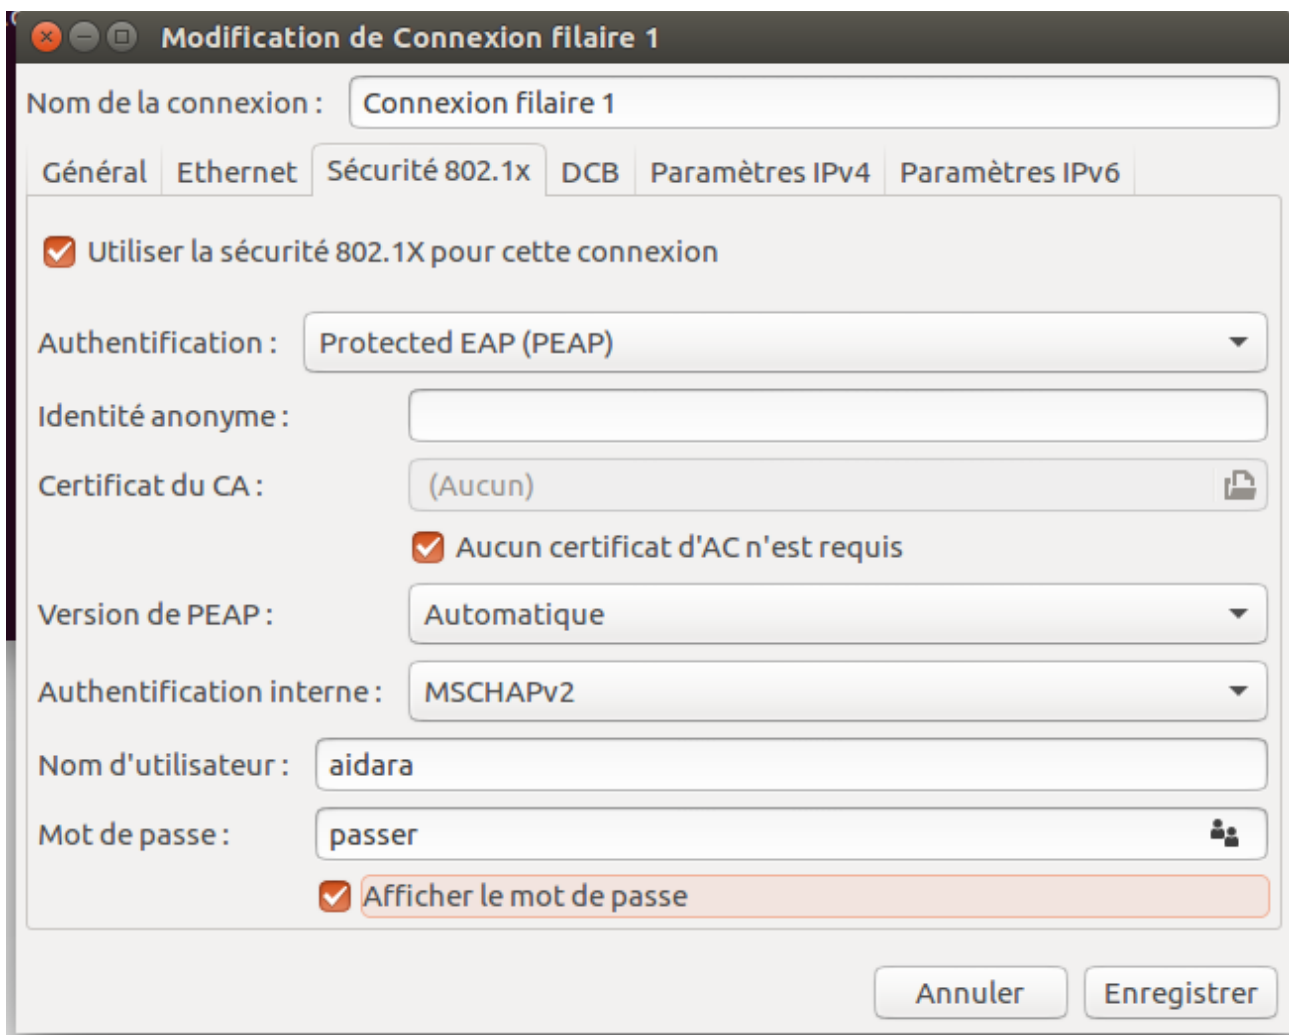 Modification de Connexion filaire 1
Nom de la connexion : Connexion filaire 1
Général Ethernet Sécurité 802.1x DCB Paramètres IPv4 Paramètres IPv6
Utiliser la sécurité 802.1X pour cette connexion
Authentification : Protected EAP (PEAP)
Identité anonyme :
Certificat du CA : (Aucun)
Aucun certificat d'AC n'est requis
Version de PEAP : Automatique
Authentification interne : MSCHAPv2
Nom d'utilisateur : aidara
Mot de passe : passer
Afficher le mot de passe
Annuler Enregistrer